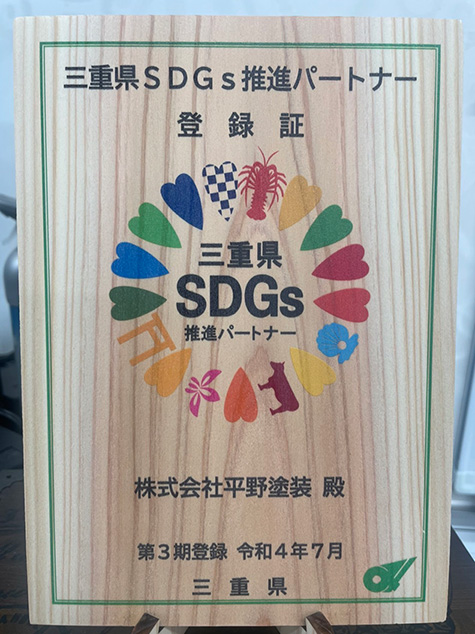 三重県ＳＤＧｓ推進パートナー
登 録 証
三重県
SDGs
推進パートナー
株式会社平野塗装 殿
第３期登録 令和４年７月
三 重 県